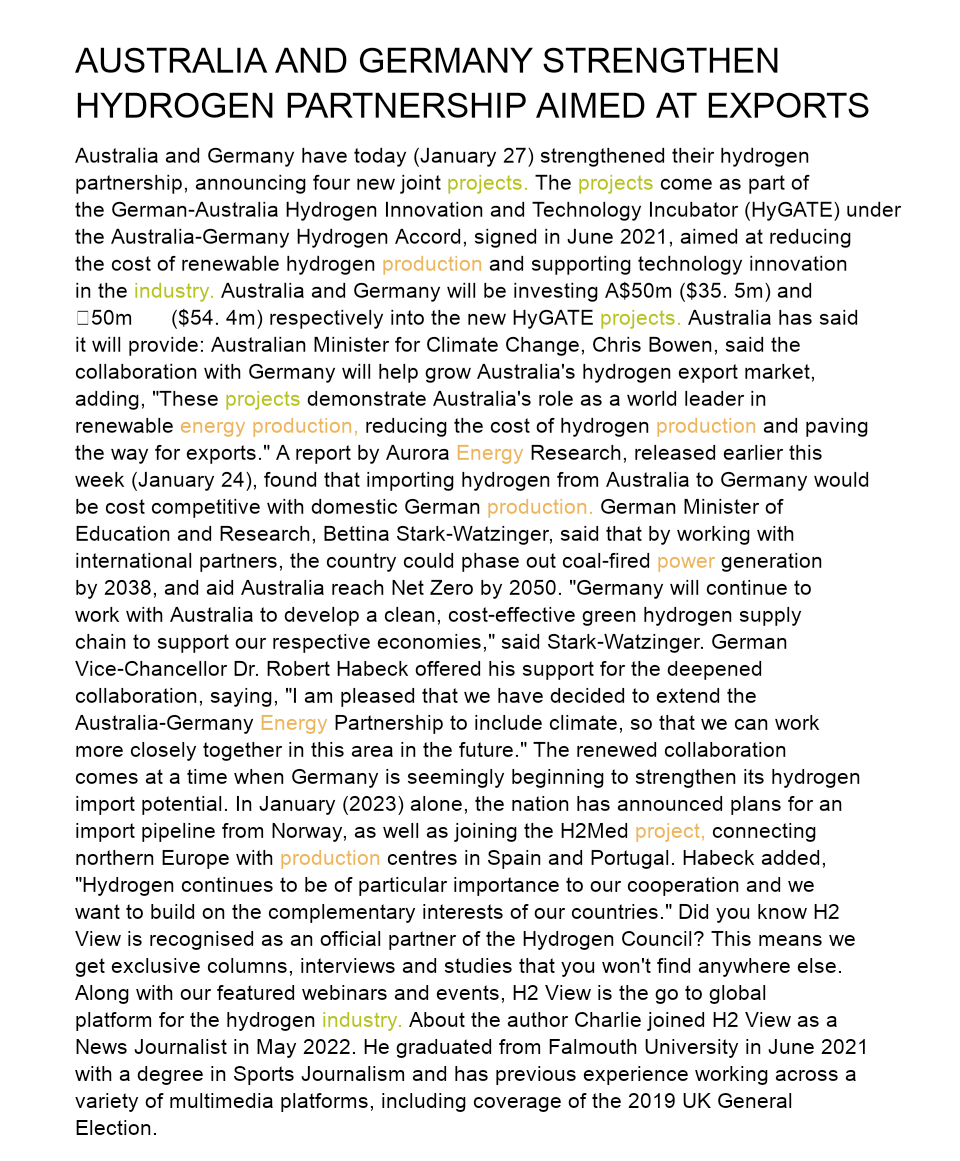 AUSTRALIA AND GERMANY STRENGTHEN
HYDROGEN PARTNERSHIP AIMED AT EXPORTS
Australia and Germany have today (January 27) strengthened their hydrogen
partnership, announcing four new joint projects. The projects come as part of
the German-Australia Hydrogen Innovation and Technology Incubator (HyGATE) under
the Australia-Germany Hydrogen Accord, signed in June 2021, aimed at reducing
the cost of renewable hydrogen production and supporting technology innovation
in the industry. Australia and Germany will be investing A$50m ($35. 5m) and
□50m ($54. 4m) respectively into the new HyGATE projects. Australia has said
it will provide: Australian Minister for Climate Change, Chris Bowen, said the
collaboration with Germany will help grow Australia's hydrogen export market,
adding, "These projects demonstrate Australia's role as a world leader in
renewable energy production, reducing the cost of hydrogen production and paving
the way for exports." A report by Aurora Energy Research, released earlier this
week (January 24), found that importing hydrogen from Australia to Germany would
be cost competitive with domestic German production. German Minister of
Education and Research, Bettina Stark-Watzinger, said that by working with
international partners, the country could phase out coal-fired power generation
by 2038, and aid Australia reach Net Zero by 2050. "Germany will continue to
work with Australia to develop a clean, cost-effective green hydrogen supply
chain to support our respective economies," said Stark-Watzinger. German
Vice-Chancellor Dr. Robert Habeck offered his support for the deepened
collaboration, saying, "I am pleased that we have decided to extend the
Australia-Germany Energy Partnership to include climate, so that we can work
more closely together in this area in the future." The renewed collaboration
comes at a time when Germany is seemingly beginning to strengthen its hydrogen
import potential. In January (2023) alone, the nation has announced plans for an
import pipeline from Norway, as well as joining the H2Med project, connecting
northern Europe with production centres in Spain and Portugal. Habeck added,
"Hydrogen continues to be of particular importance to our cooperation and we
want to build on the complementary interests of our countries." Did you know H2
View is recognised as an official partner of the Hydrogen Council? This means we
get exclusive columns, interviews and studies that you won't find anywhere else.
Along with our featured webinars and events, H2 View is the go to global
platform for the hydrogen industry. About the author Charlie joined H2 View as a
News Journalist in May 2022. He graduated from Falmouth University in June 2021
with a degree in Sports Journalism and has previous experience working across a
variety of multimedia platforms, including coverage of the 2019 UK General
Election.